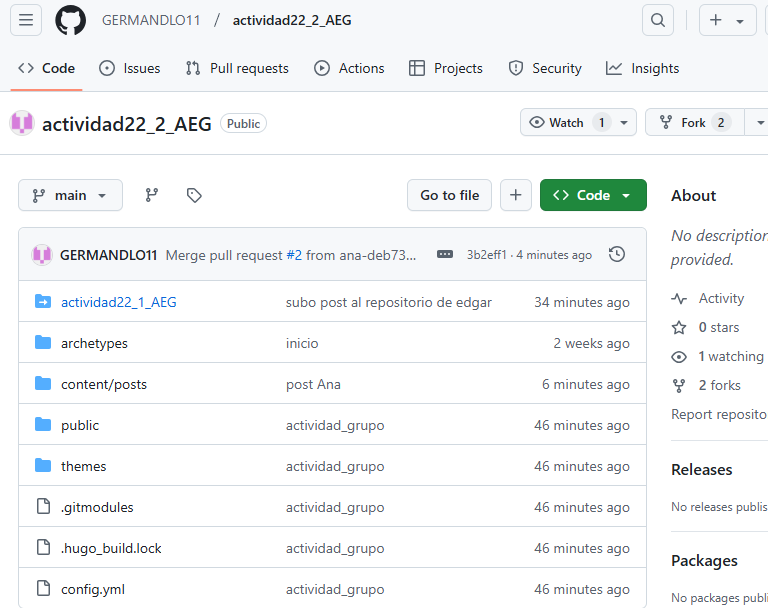 GERMANDLO11 / actividad22_2_AEG
Code Issues Pull requests Actions Projects Security Insights
actividad22_2_AEG Public
Watch 1 Fork 2
main Go to file Code
GERMANDLO11 Merge pull request #2 from ana-deb73... 3b2eff1 · 4 minutes ago
actividad22_1_AEG subo post al repositorio de edgar 34 minutes ago
archetypes inicio 2 weeks ago
content/posts post Ana 6 minutes ago
public actividad_grupo 46 minutes ago
themes actividad_grupo 46 minutes ago
.gitmodules actividad_grupo 46 minutes ago
.hugo_build.lock actividad_grupo 46 minutes ago
config.yml actividad_grupo 46 minutes ago
About
No description
provided.
Activity
0 stars
1 watching
2 forks
Report reposito
Releases
No releases publis
Packages
No packages publi